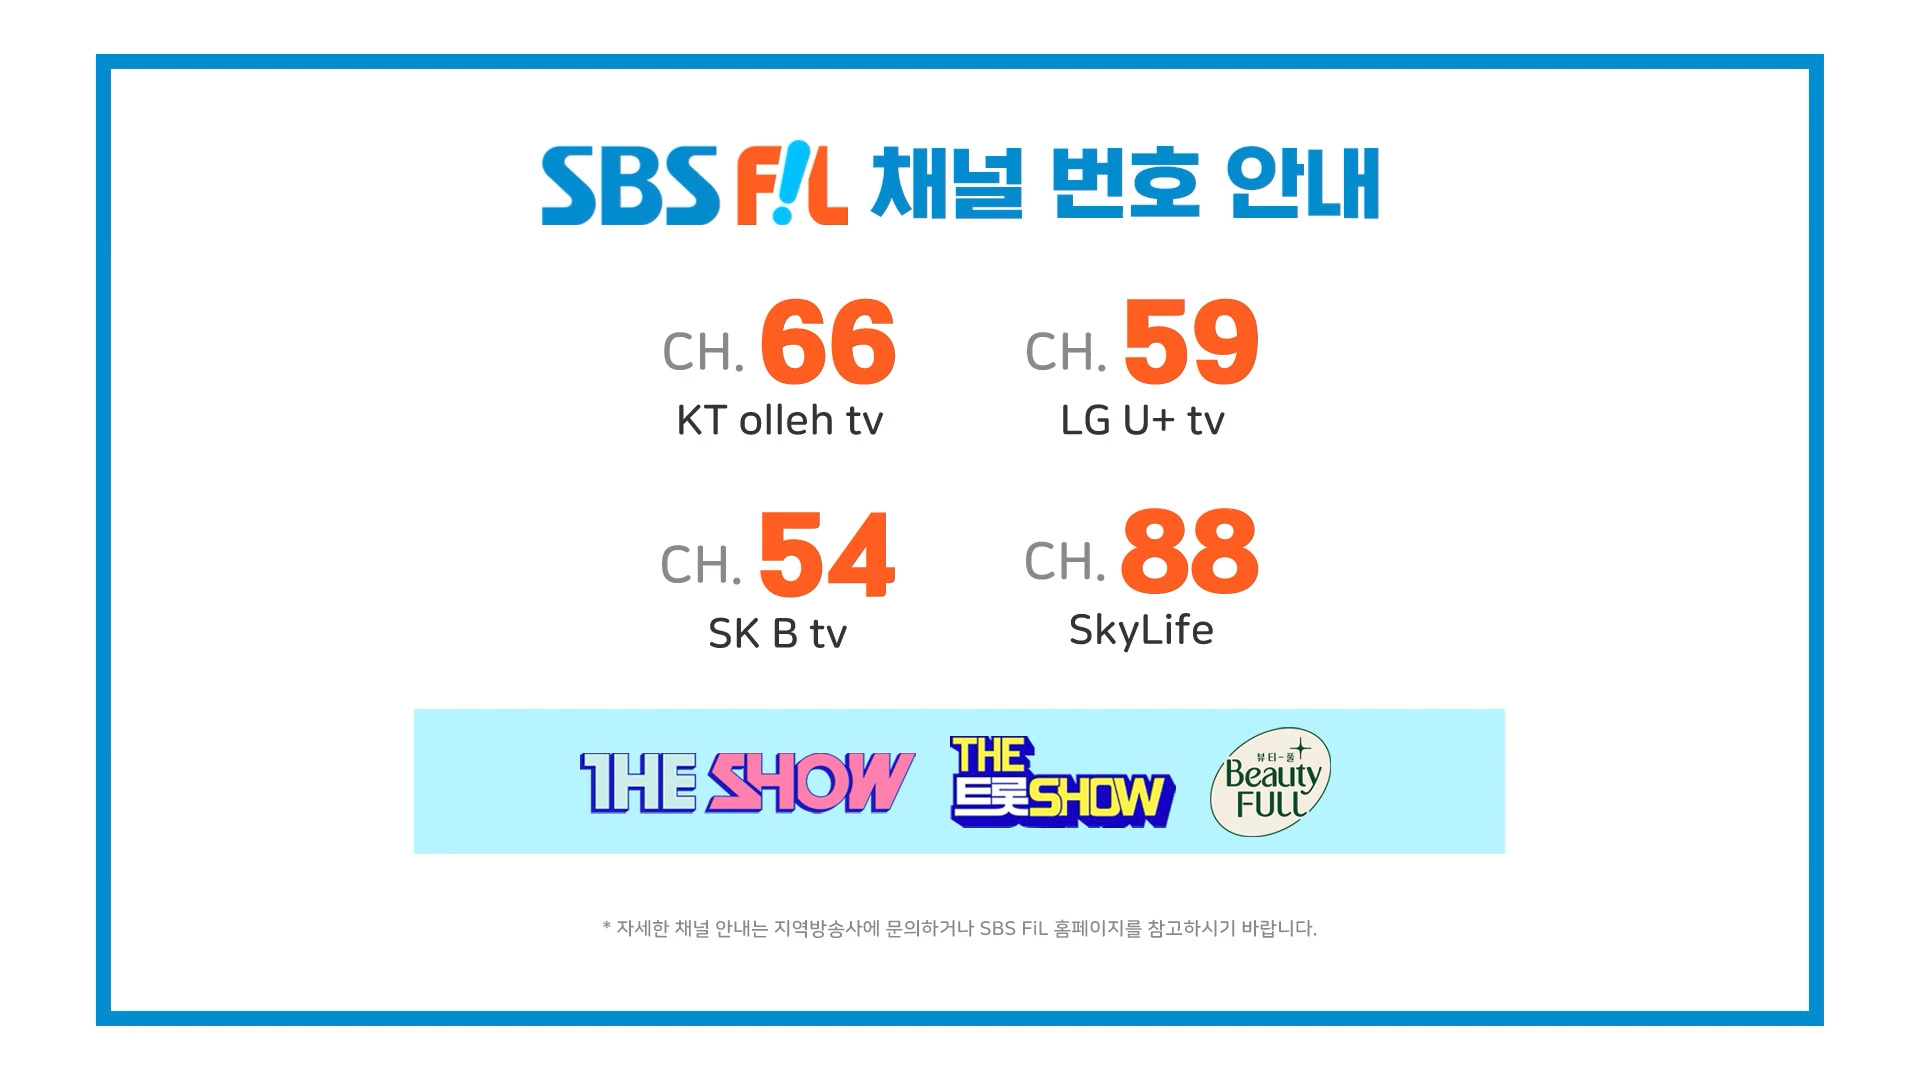 SBS FiL 채널 번호 안내
CH. 66
KT olleh tv
CH. 59
LG U+ tv
CH. 54
SK B tv
CH. 88
SkyLife
THE SHOW
THE
트롯SHOW
뷰티-풀
Beauty
FULL
* 자세한 채널 안내는 지역방송사에 문의하거나 SBS FiL 홈페이지를 참고하시기 바랍니다.